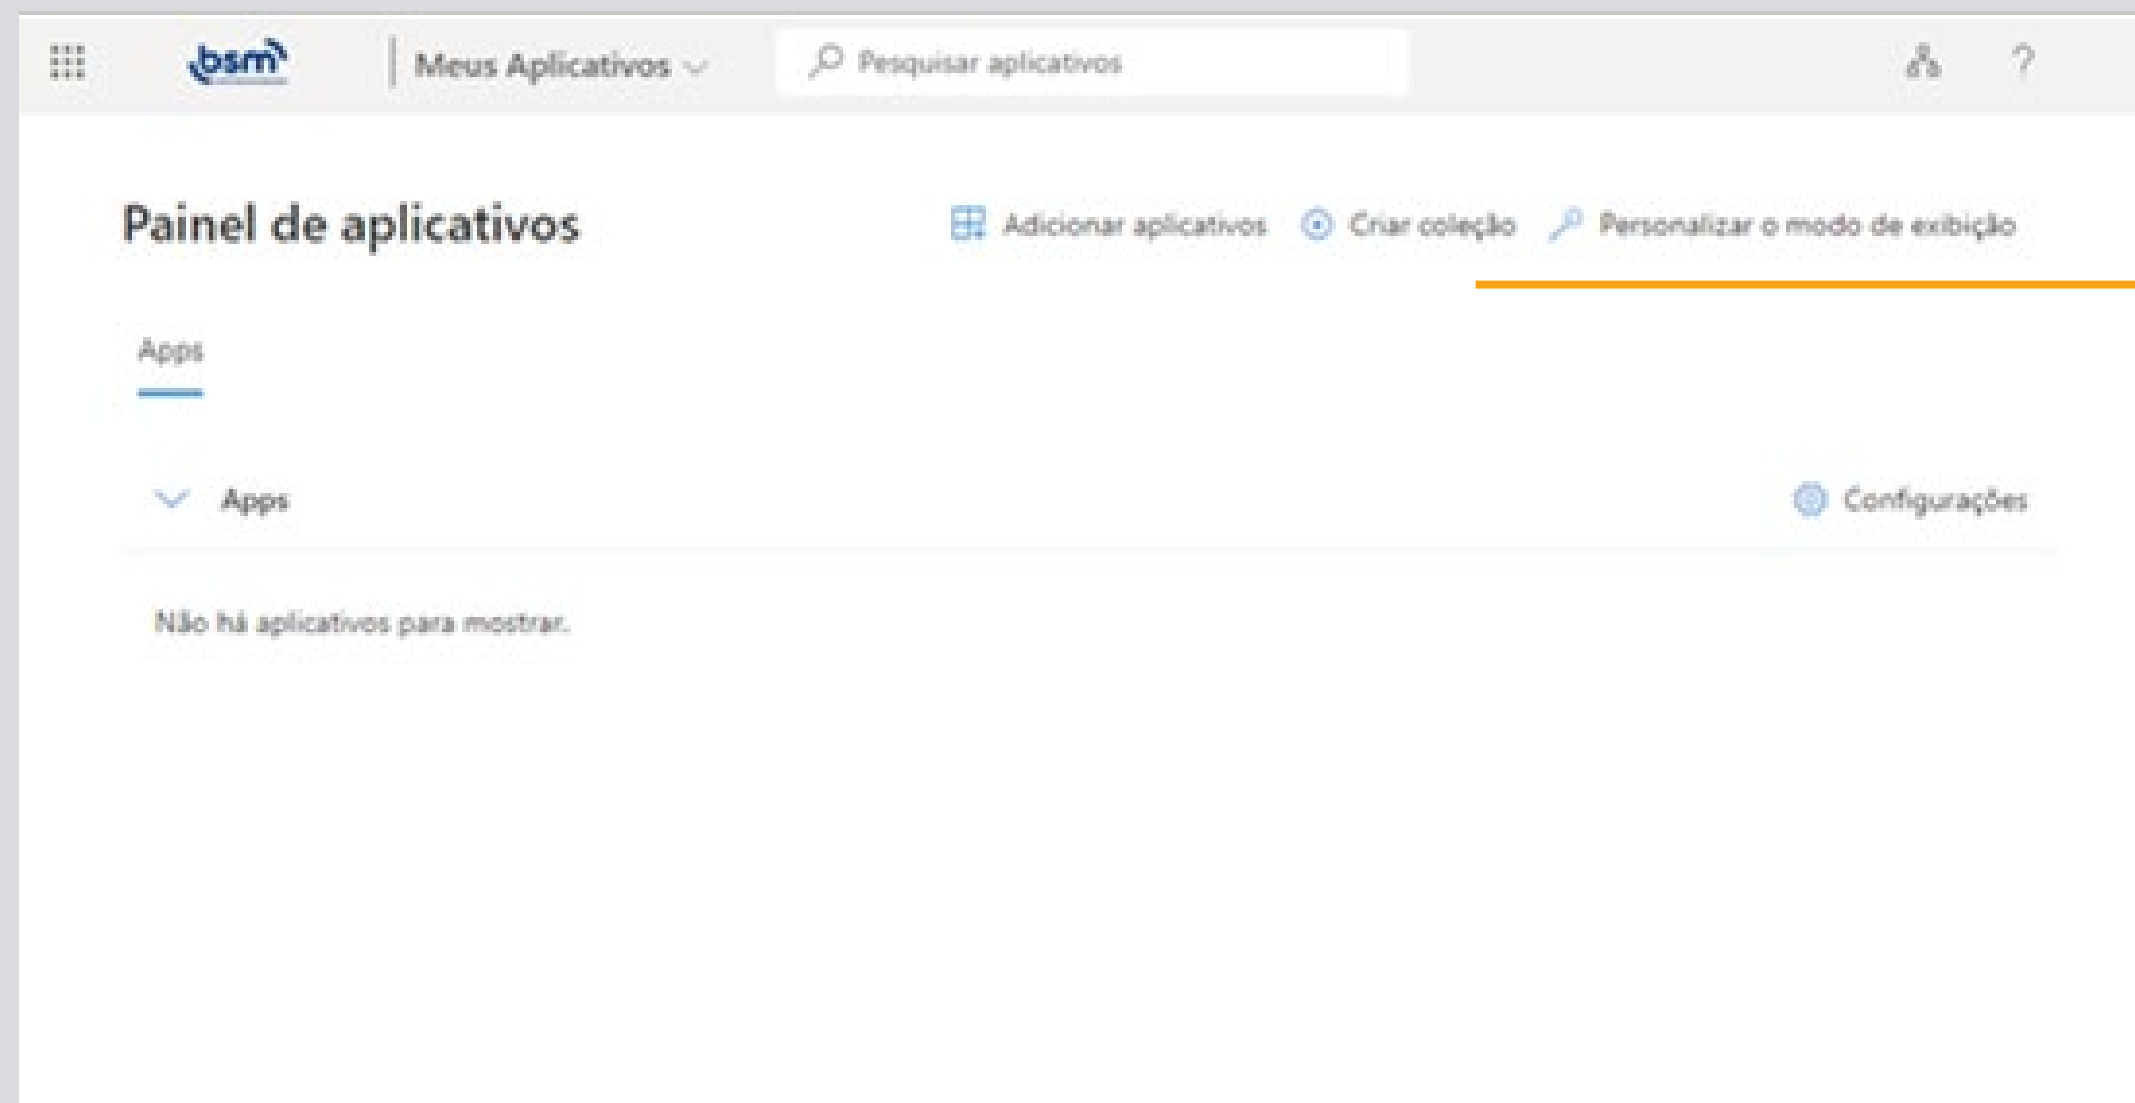 bsm
Meus Aplicativos
Pesquisar aplicativos
?
Painel de aplicativos
Adicionar aplicativos
Criar coleção
Personalizar o modo de exibição
Apps
Apps
Configurações
Não há aplicativos para mostrar.